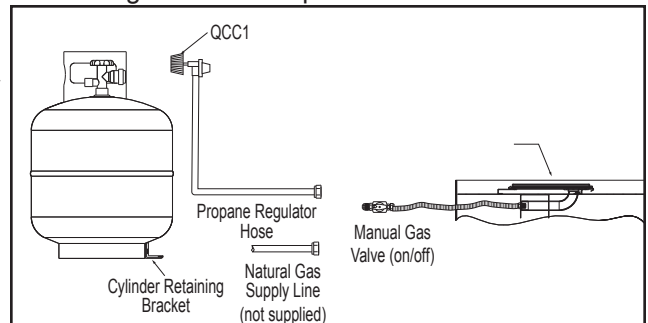 QCC1
Propane Regulator
Hose
Manual Gas
Valve (on/off)
Cylinder Retaining
Bracket
Natural Gas
Supply Line
(not supplied)